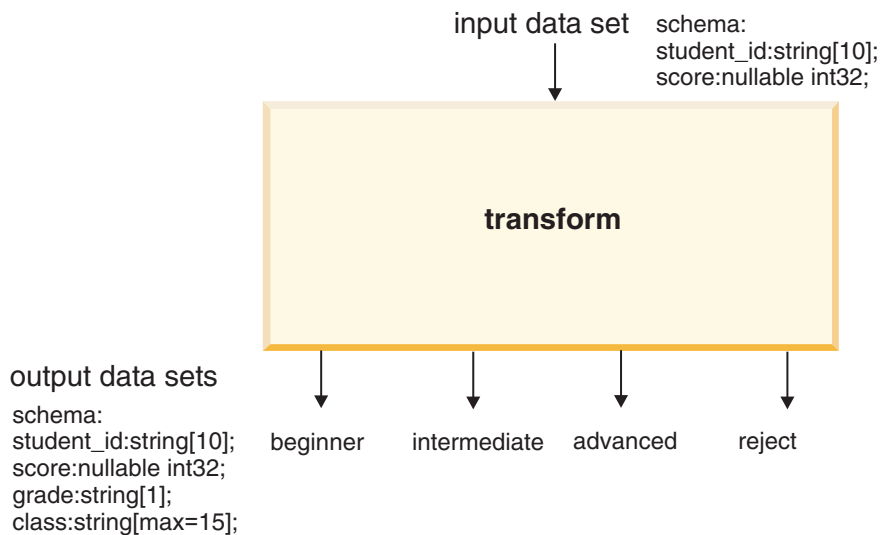 input data set
schema:
student_id:string[10];
score:nullable int32;
transform
output data sets
schema:
student_id:string[10];
score:nullable int32;
grade:string[1];
class:string[max=15];
beginner
intermediate
advanced
reject